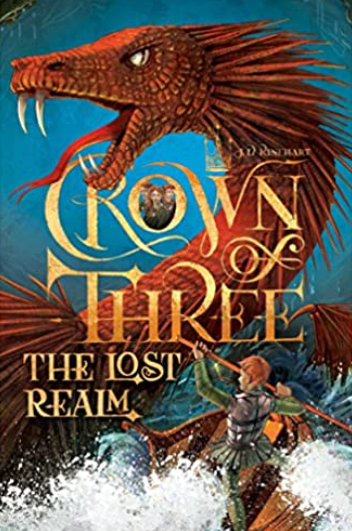 J. D. RINEHART
CROWN
OF
THREE
THE LOST
REALM